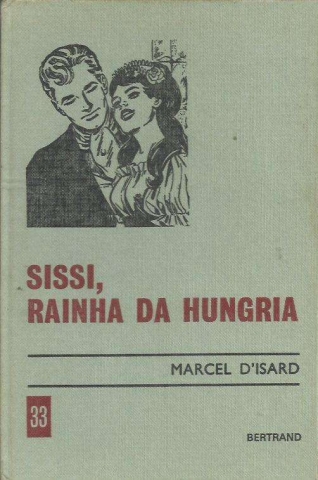 SISSI,
RAINHA DA HUNGRIA
MARCEL D'ISARD
33
BERTRAND